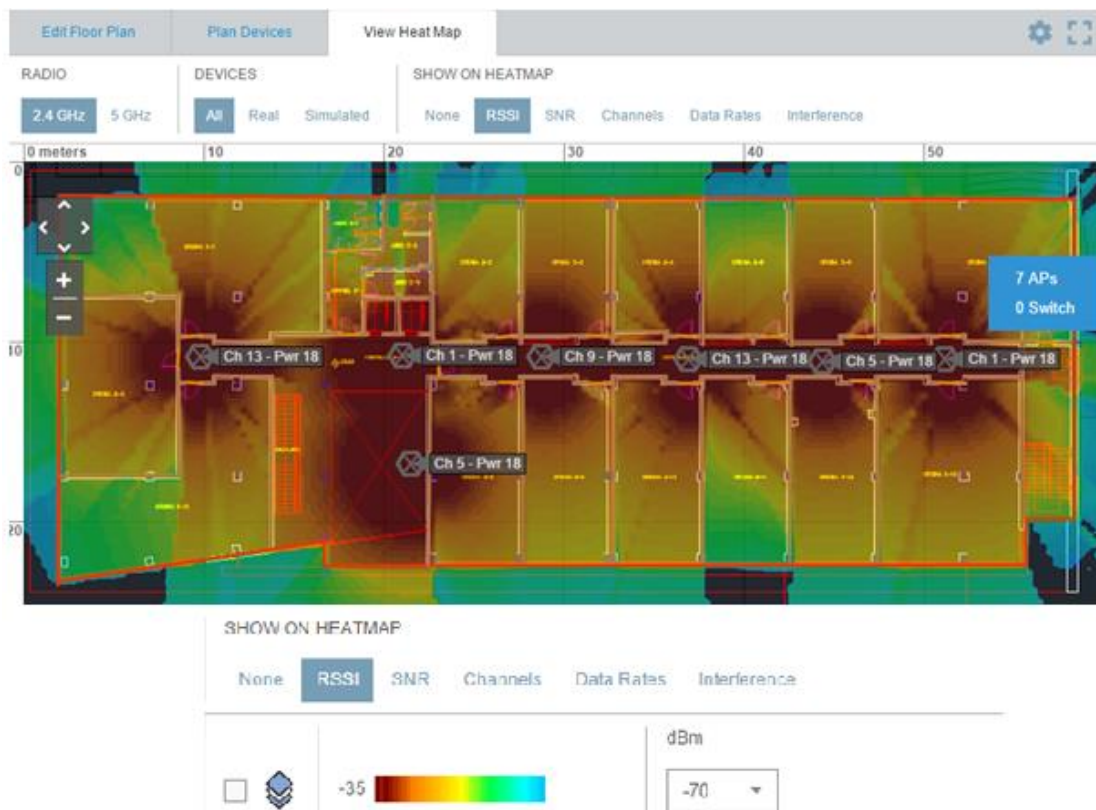 Edit Floor Plan Plan Devices View Heat Map
RADIO DEVICES SHOW ON HEATMAP
2.4 GHz 5 GHz All Real Simulated None RSSI SNR Channels Data Rates Interference
0 meters 10 20 30 40 50
0
7 APs
0 Switch
10
Ch 13 - Pwr 18 Ch 1 - Pwr 18 Ch 9 - Pwr 18 Ch 13 - Pwr 18 Ch 5 - Pwr 18 Ch 1 - Pwr 18
Ch 5 - Pwr 18
20
SHOW ON HEATMAP
None RSSI SNR Channels Data Rates Interference
dBm
-35 -70